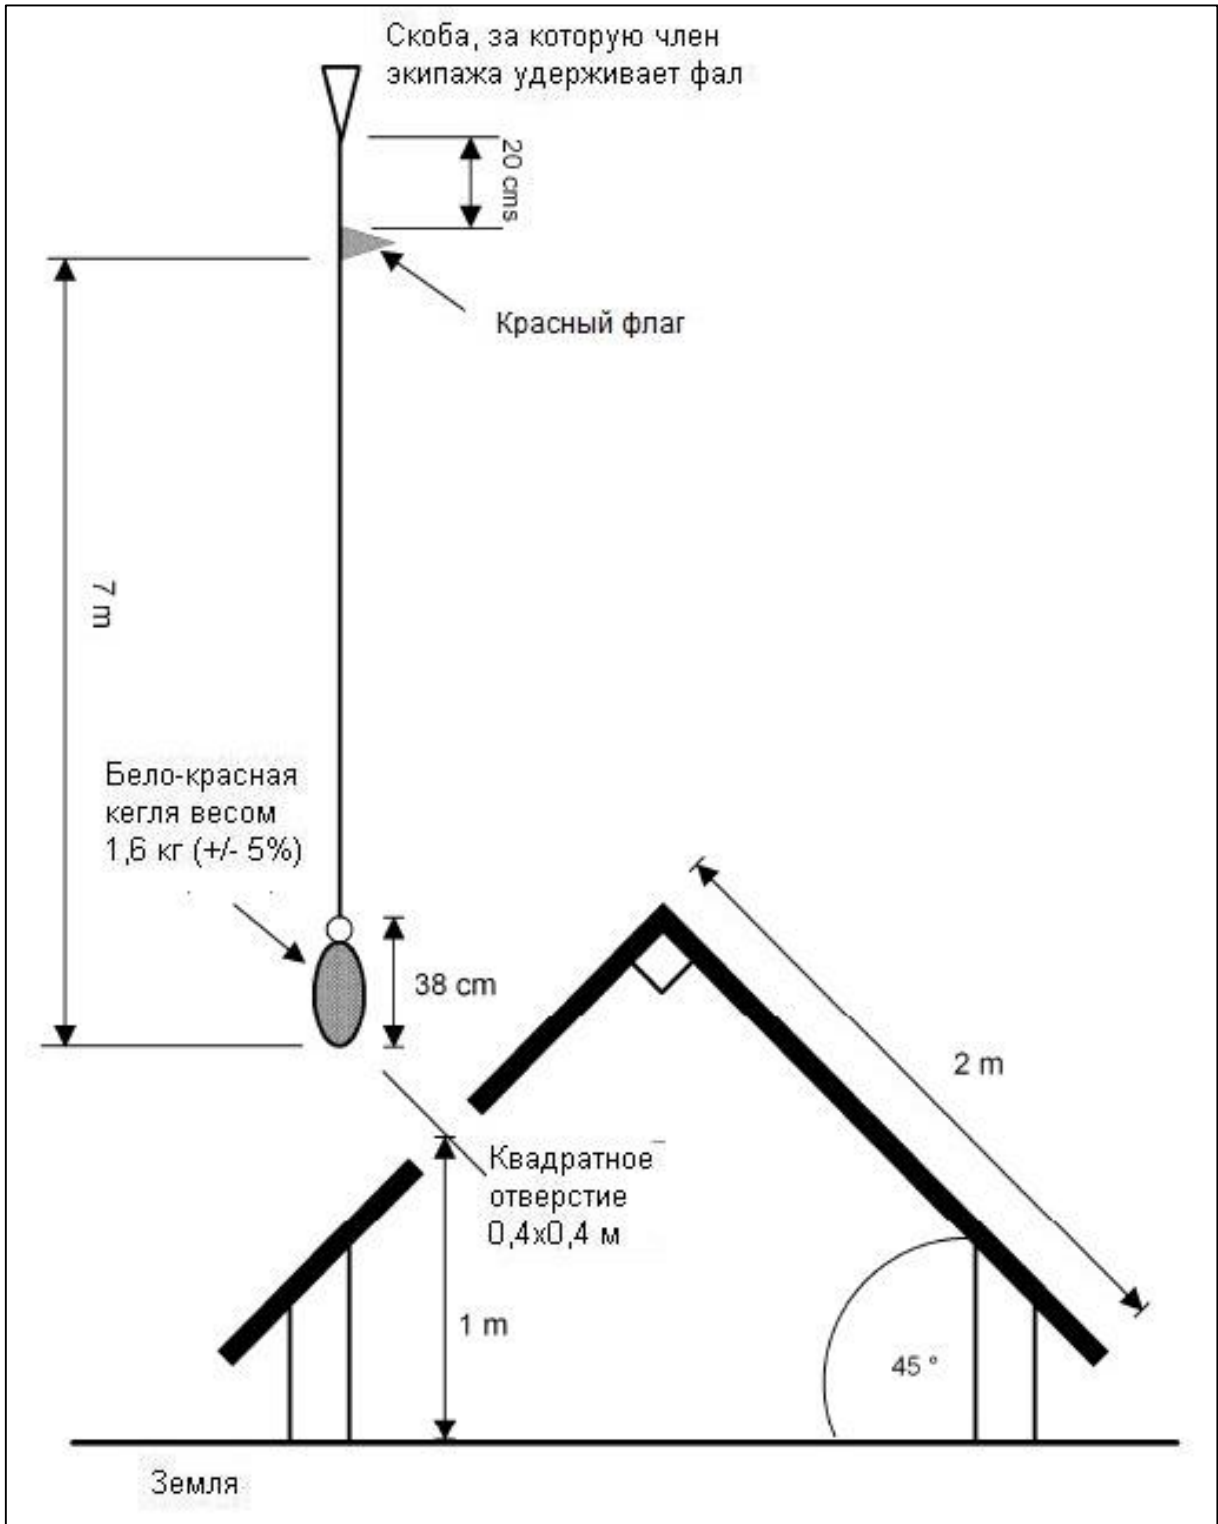 Скоба, за которую член
экипажа удерживает фал
20 cms
Красный флаг
7 m
Бело-красная
кегля весом
1,6 кг (+/- 5%)
38 cm
2 m
Квадратное
отверстие
0,4x0,4 м
1 m
45 °
Земля